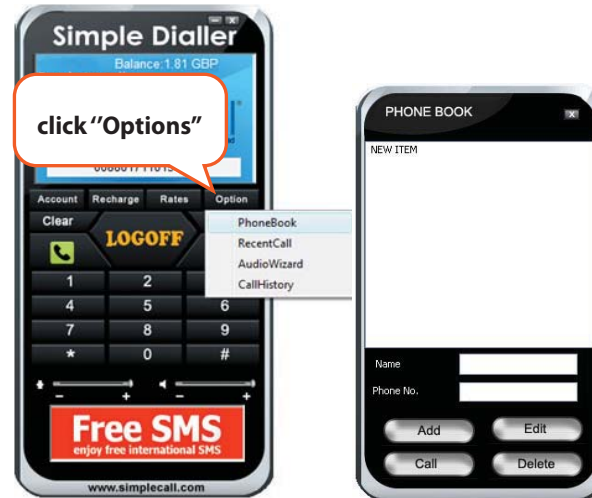 Simple Dialler
Balance:1.81 GBP
click “Options”
Account Recharge Rates Option
Clear
LOGOFF
PhoneBook
RecentCall
AudioWizard
CallHistory
1 2
4 5 6
7 8 9
* 0 #
– + – +
Free SMS
enjoy free international SMS
www.simplecall.com
PHONE BOOK
x
NEW ITEM
Name
Phone No.
Add Edit
Call Delete